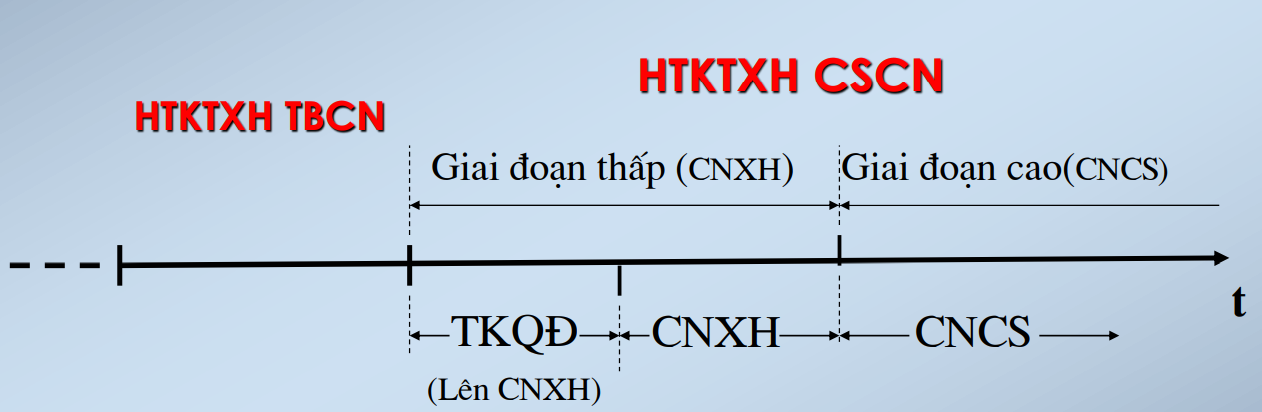 HTKTXH CSCN
HTKTXH TBCN
Giai đoạn thấp (CNXH)
Giai đoạn cao(CNCS)
t
TKQĐ
CNXH
CNCS
(Lên CNXH)